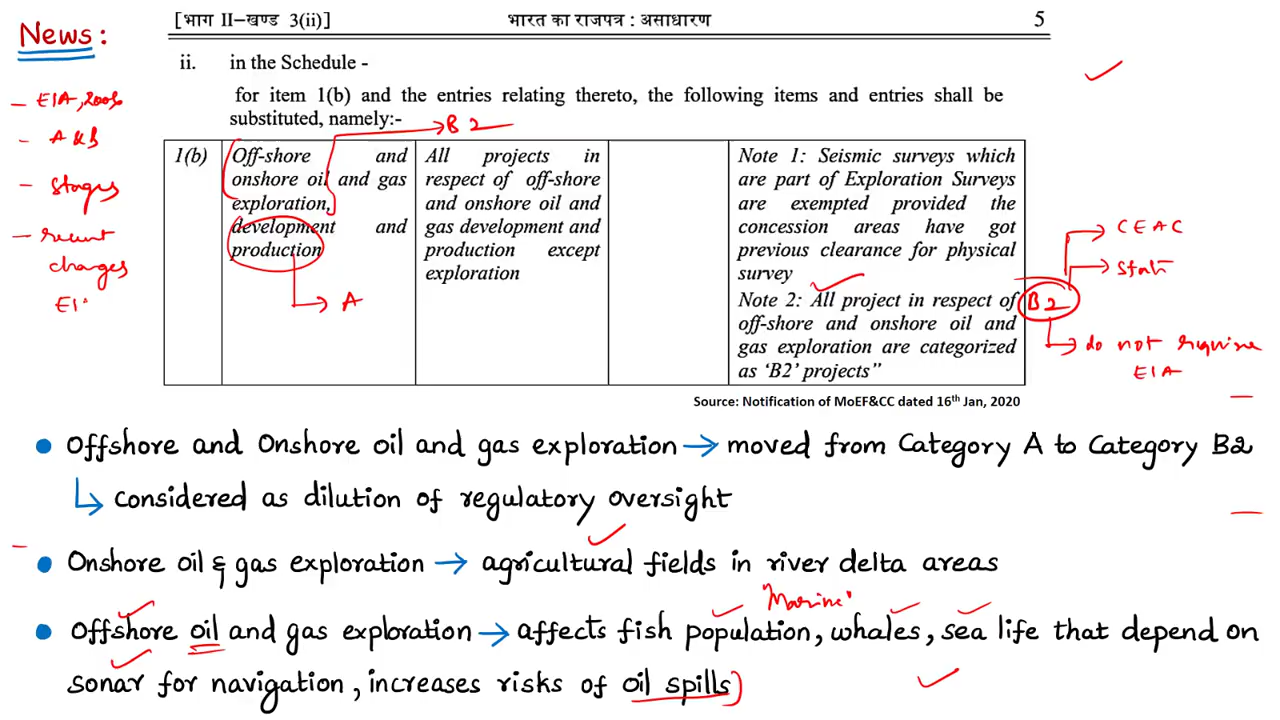 [भाग II—खण्ड 3(ii)] भारत का राजपत्र : असाधारण 5
News:
- EIA, 2006
- A & B
- Stages
- recent changes
EI
ii. in the Schedule -
for item 1(b) and the entries relating thereto, the following items and entries shall be
substituted, namely:-
B2
1(b)
Off-shore and
onshore oil and gas
exploration,
development and
production
A
All projects in
respect of off-shore
and onshore oil and
gas development and
production except
exploration
Note 1: Seismic surveys which
are part of Exploration Surveys
are exempted provided the
concession areas have got
previous clearance for physical
survey
Note 2: All project in respect of
off-shore and onshore oil and
gas exploration are categorized
as ‘B2’ projects”
B2
CEAC
do not require
EIA
Source: Notification of MoEF&CC dated 16th Jan, 2020
Offshore and Onshore oil and gas exploration → moved from Category A to Category B2
↳ considered as dilution of regulatory oversight
Onshore oil & gas exploration → agricultural fields in river delta areas
"Marine"
Offshore oil and gas exploration → affects fish population, whales, sea life that depend on
sonar for navigation, increases risks of oil spills